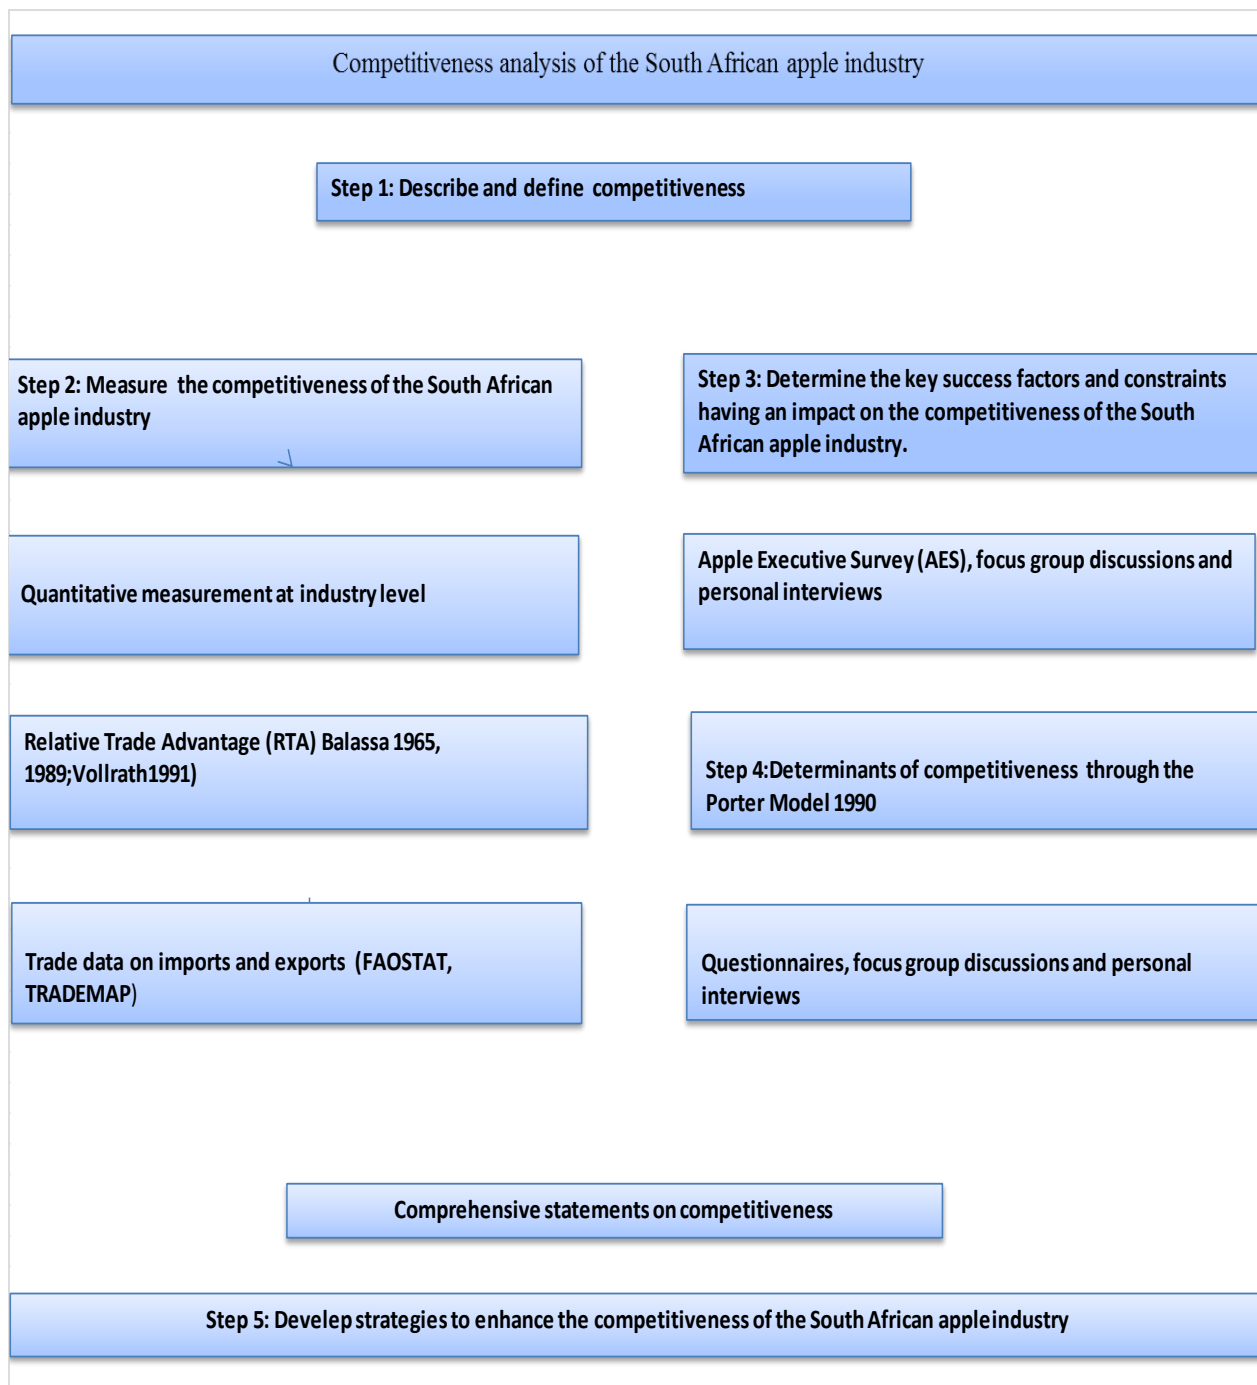 Competitiveness analysis of the South African apple industry
Step 1: Describe and define competitiveness
Step 2: Measure the competitiveness of the South African
apple industry
Step 3: Determine the key success factors and constraints
having an impact on the competitiveness of the South
African apple industry.
Quantitative measurement at industry level
Apple Executive Survey (AES), focus group discussions and
personal interviews
Relative Trade Advantage (RTA) Balassa 1965,
1989;Vollrath1991)
Step 4:Determinants of competitiveness through the
Porter Model 1990
Trade data on imports and exports (FAOSTAT,
TRADEMAP)
Questionnaires, focus group discussions and personal
interviews
Comprehensive statements on competitiveness
Step 5: Develop strategies to enhance the competitiveness of the South African apple industry